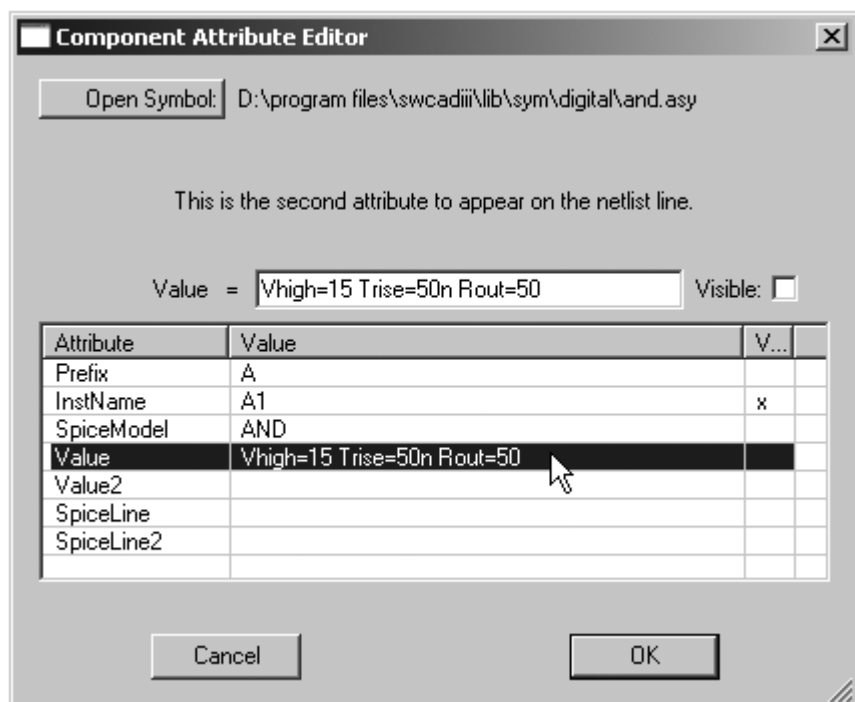 Component Attribute Editor
Open Symbol: D:\program files\swcadiii\lib\sym\digital\and.asy
This is the second attribute to appear on the netlist line.
Value = Vhigh=15 Trise=50n Rout=50 Visible:
Attribute Value V...
Prefix A
InstName A1 x
SpiceModel AND
Value Vhigh=15 Trise=50n Rout=50
Value2
SpiceLine
SpiceLine2
Cancel OK